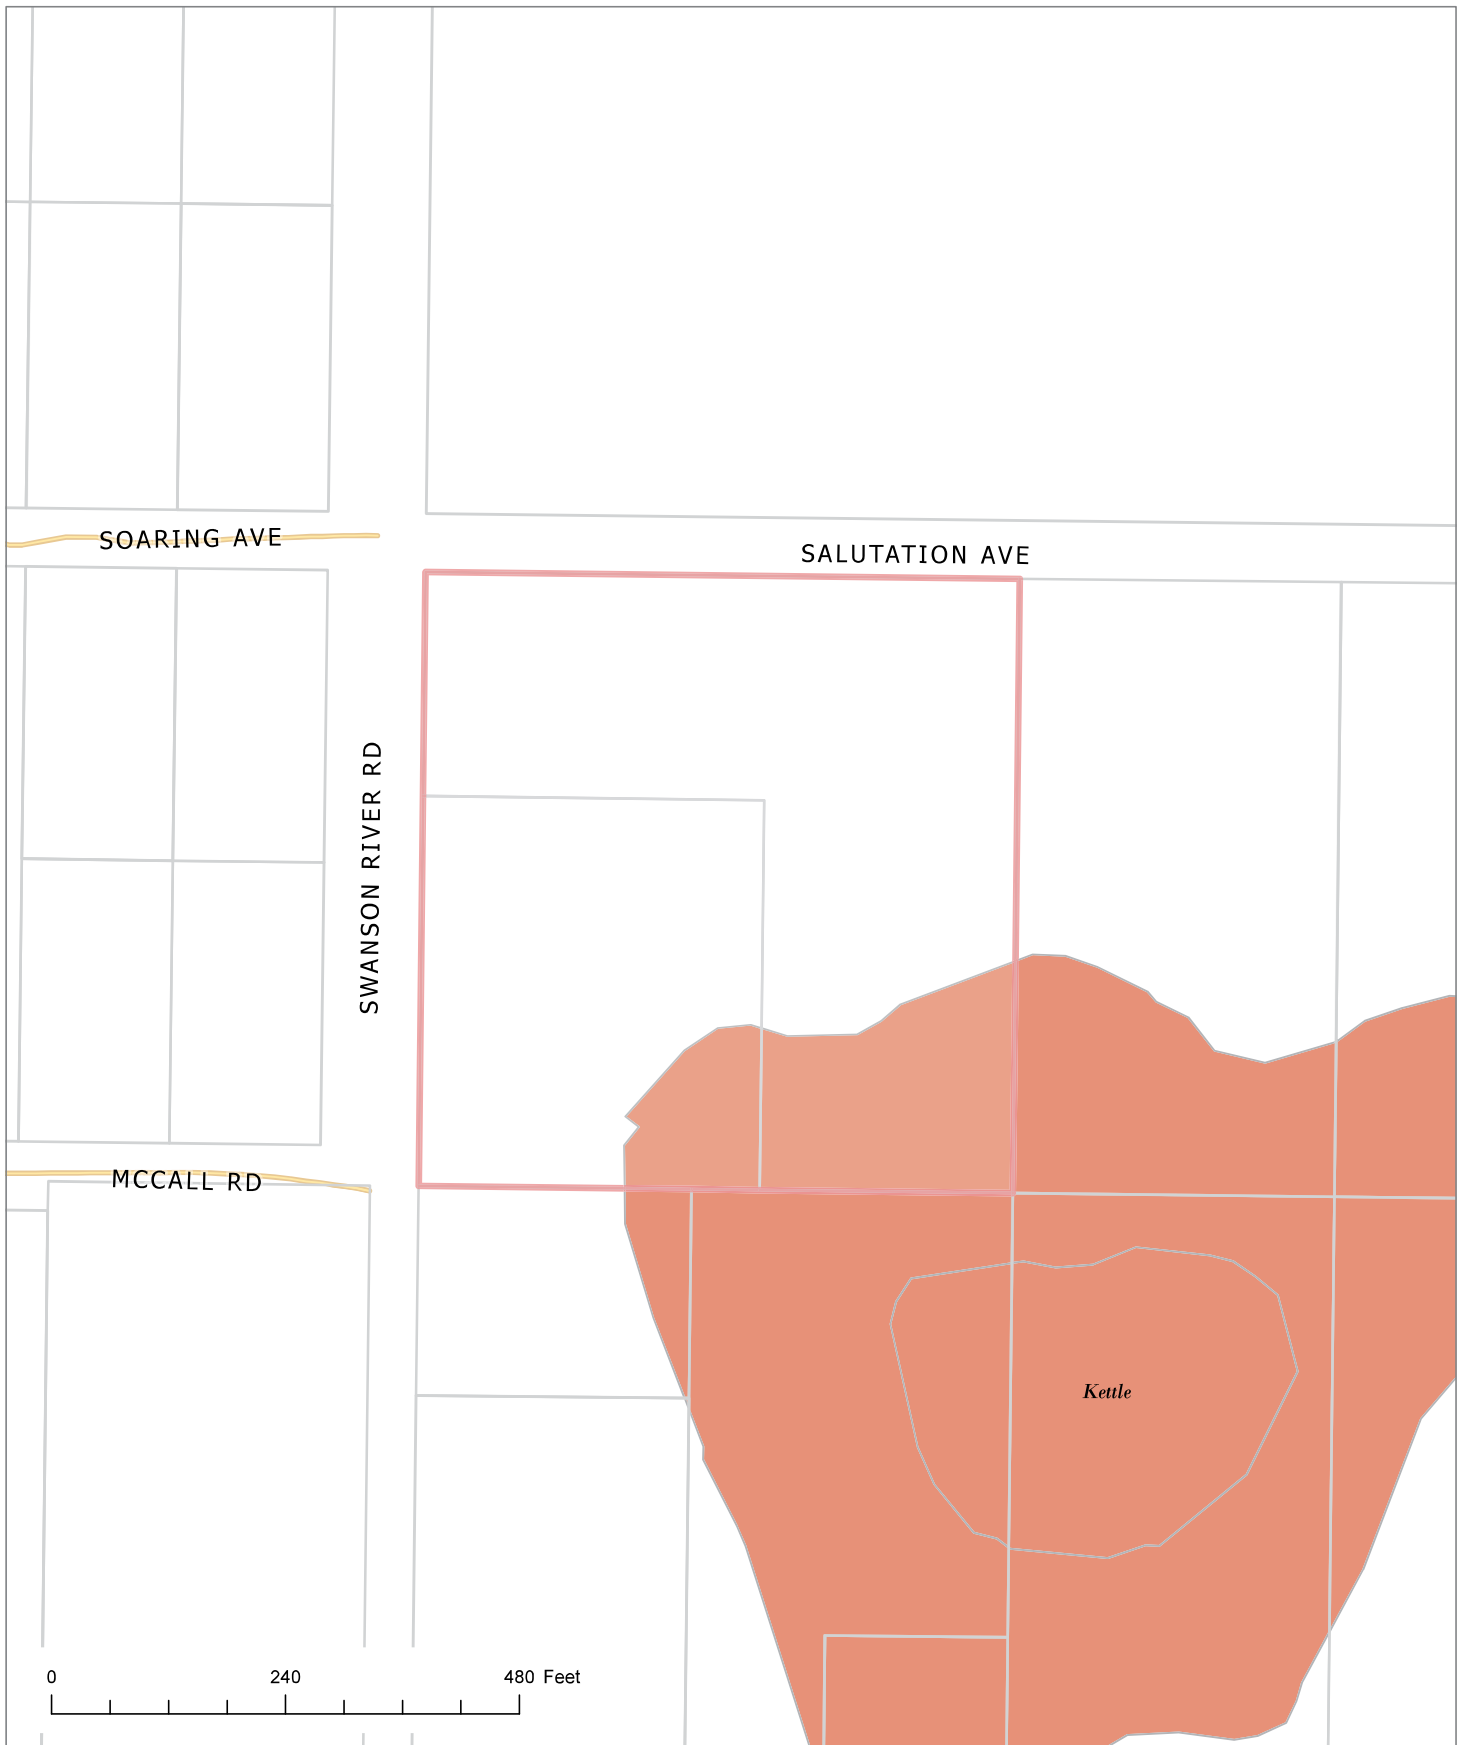 SOARING AVE
SALUTATION AVE
SWANSON RIVER RD
MCCALL RD
Kettle
0 240 480 Feet